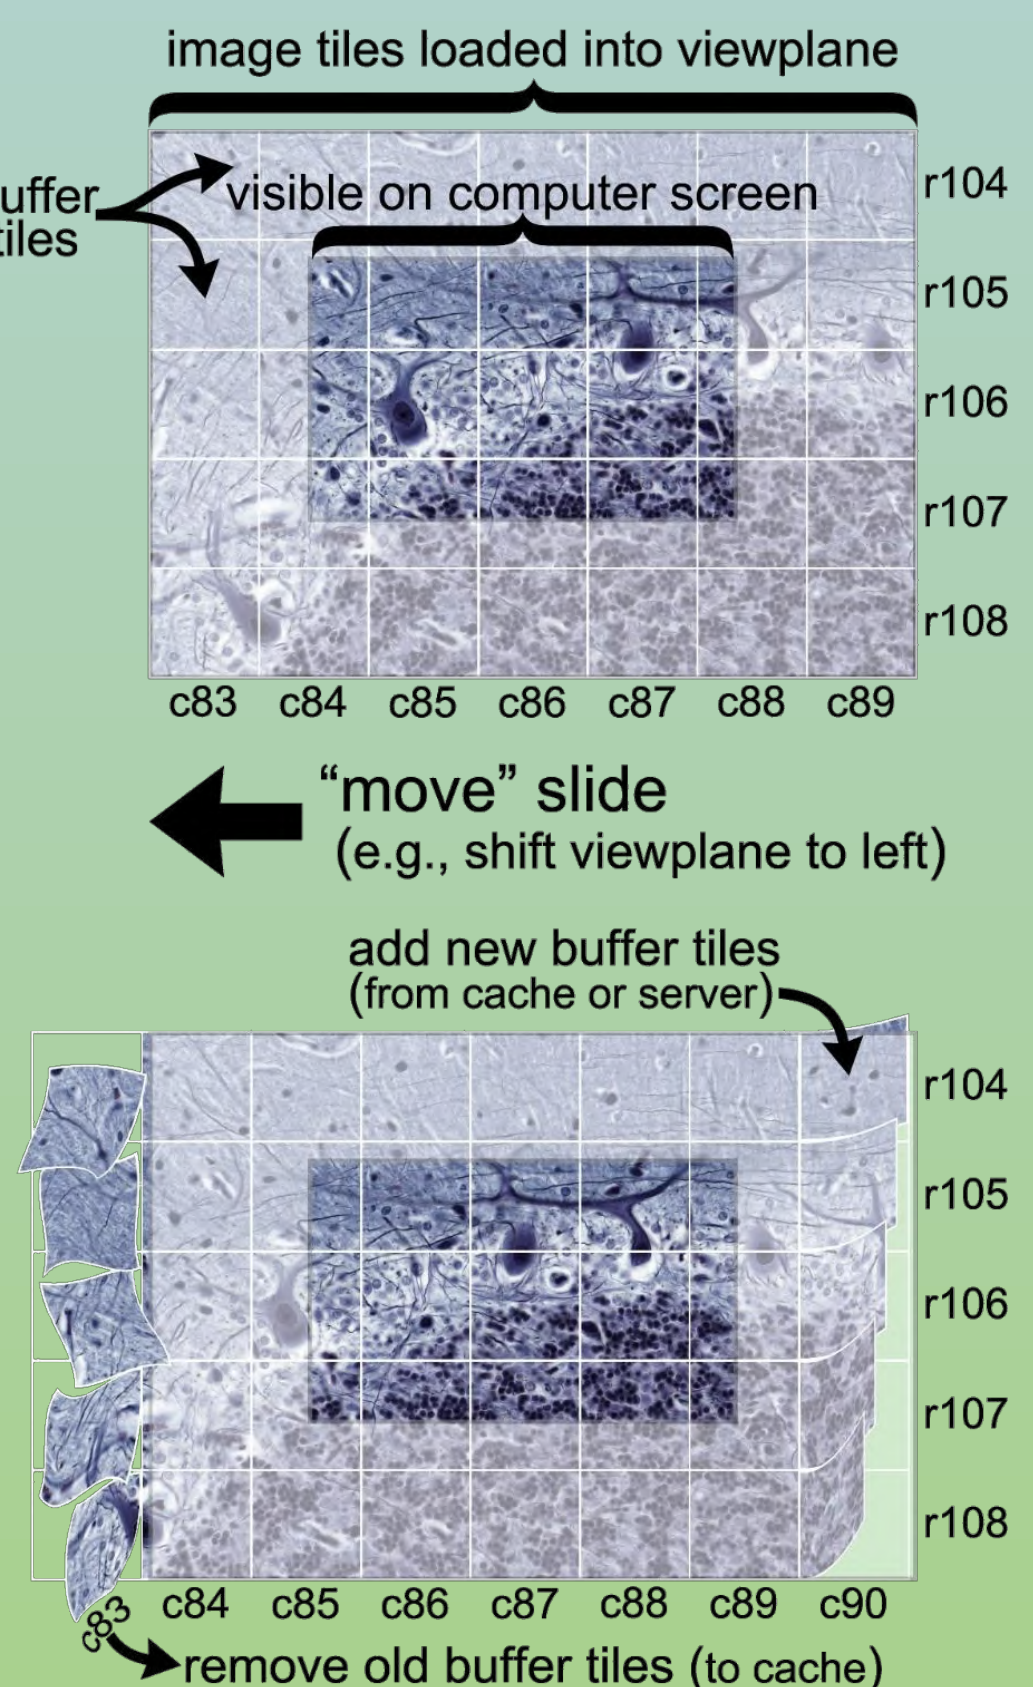 image tiles loaded into viewplane
uffer
tiles
visible on computer screen
r104
r105
r106
r107
r108
c83 c84 c85 c86 c87 c88 c89
“move” slide
(e.g., shift viewplane to left)
add new buffer tiles
(from cache or server)
r104
r105
r106
r107
r108
c83 c84 c85 c86 c87 c88 c89 c90
remove old buffer tiles (to cache)